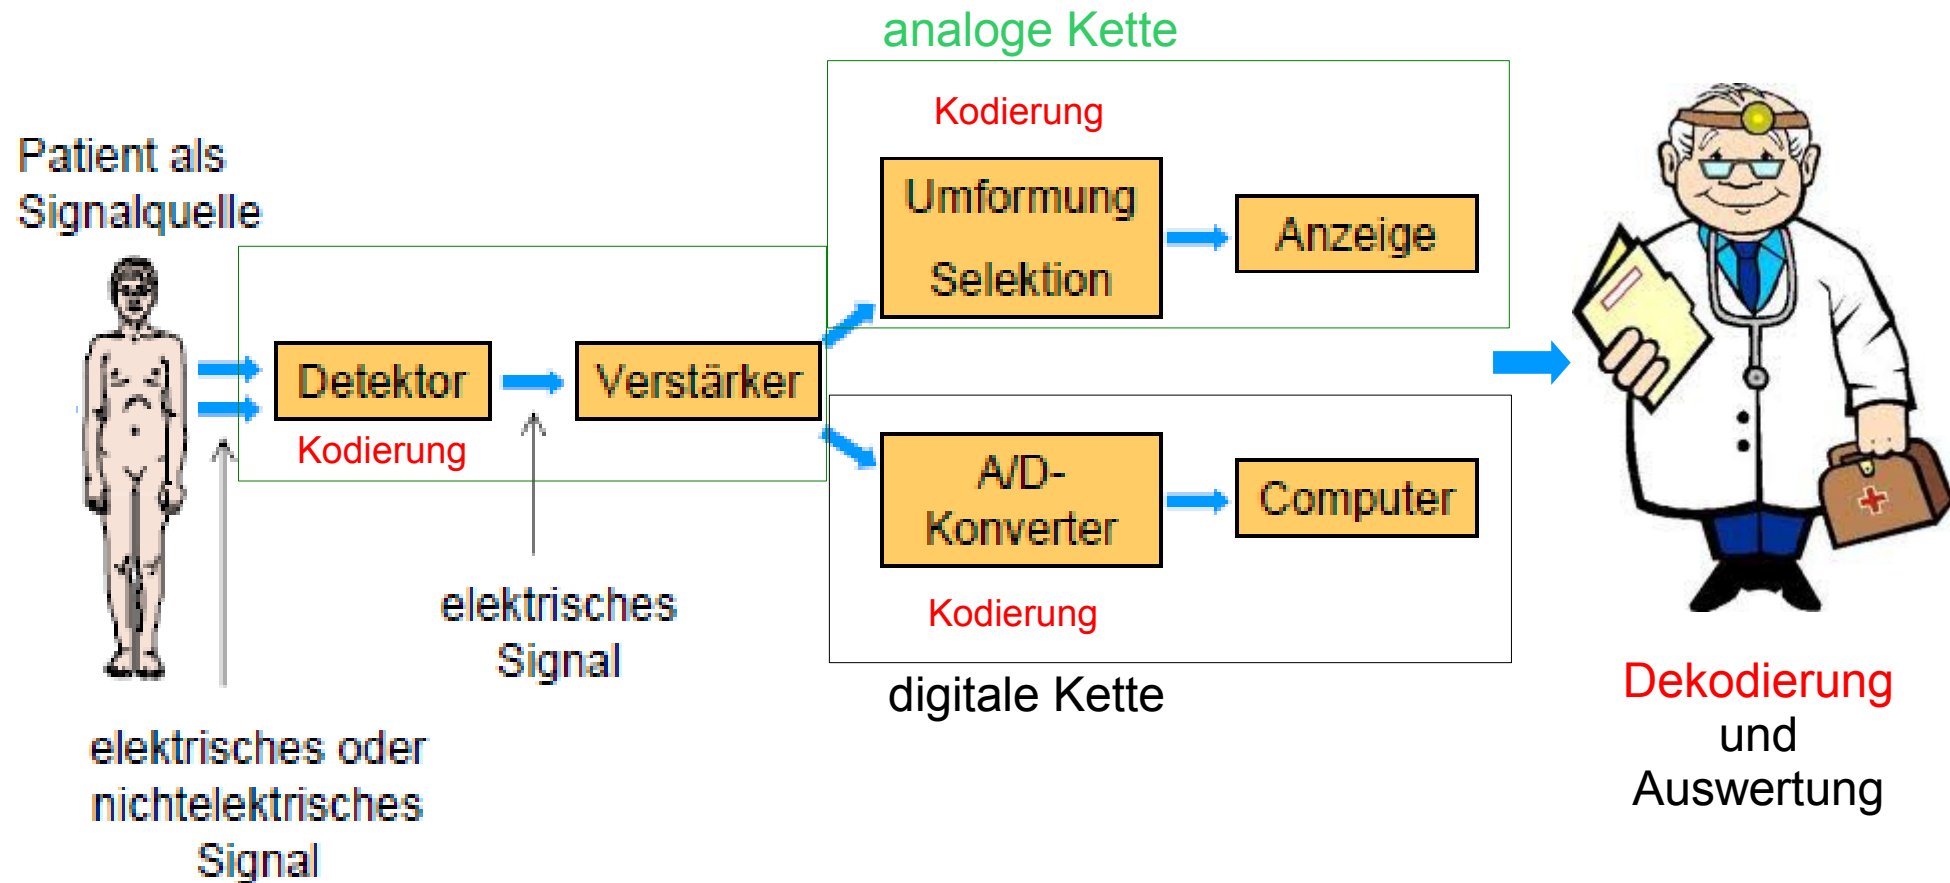 analoge Kette
Kodierung
Patient als
Signalquelle
Umformung
Selektion
Anzeige
Detektor
Verstärker
Kodierung
A/D-
Konverter
Computer
Kodierung
elektrisches
Signal
digitale Kette
elektrisches oder
nichtelektrisches
Signal
Dekodierung
und
Auswertung